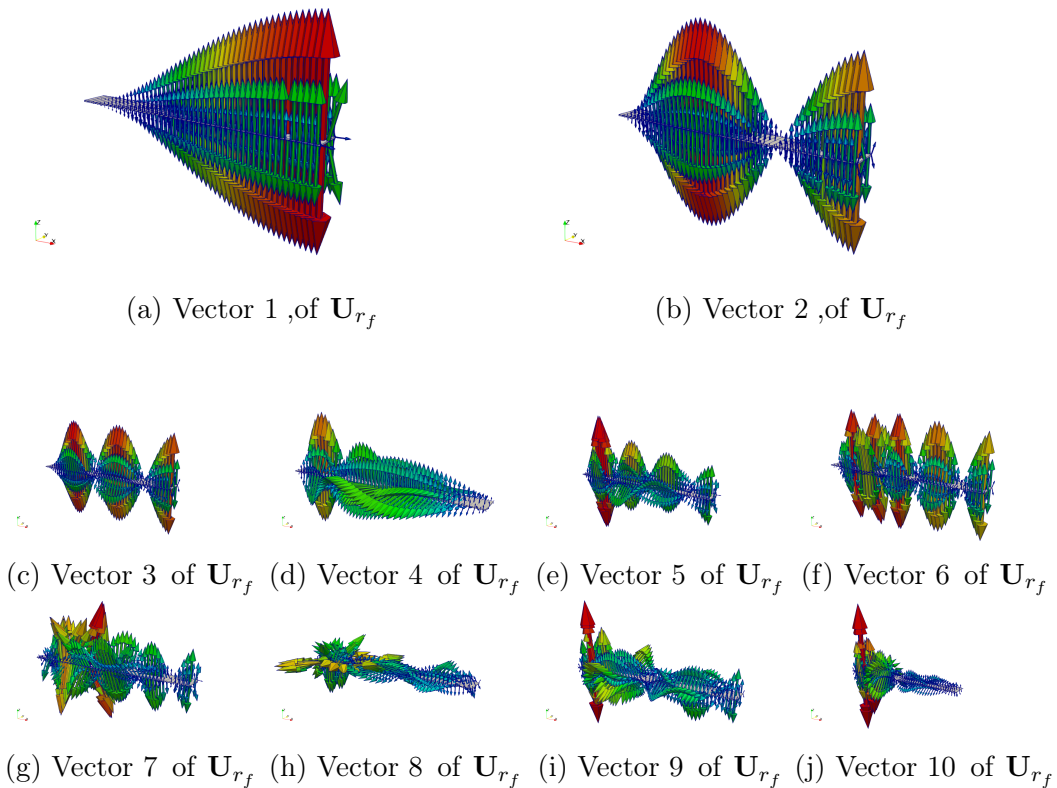 (a) Vector 1 ,of U_{r_f}
(b) Vector 2 ,of U_{r_f}
(c) Vector 3 of U_{r_f} (d) Vector 4 of U_{r_f} (e) Vector 5 of U_{r_f} (f) Vector 6 of U_{r_f}
(g) Vector 7 of U_{r_f} (h) Vector 8 of U_{r_f} (i) Vector 9 of U_{r_f} (j) Vector 10 of U_{r_f}